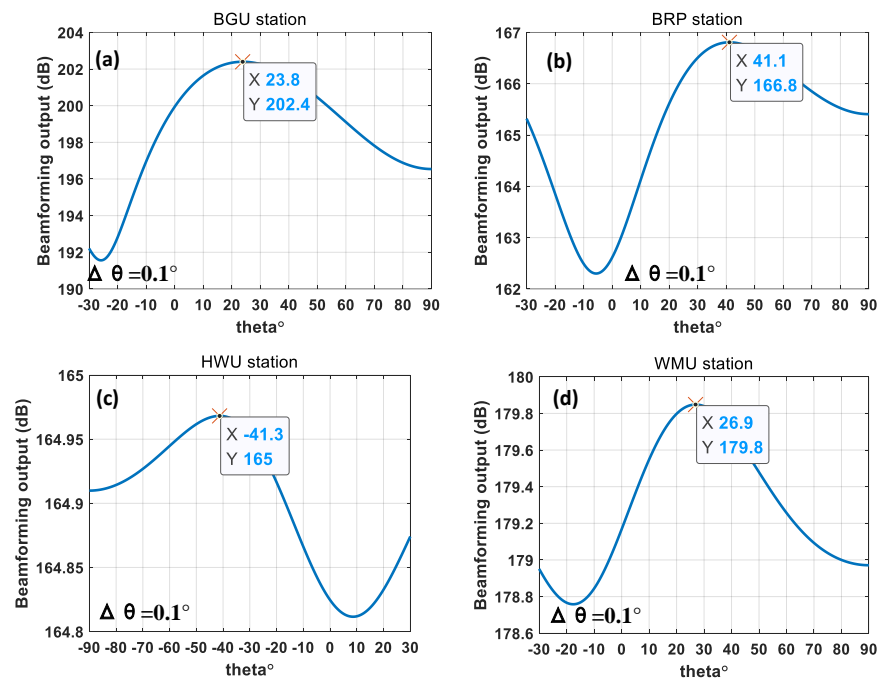 BGU station
(a)
Beamforming output (dB)
204
202
200
198
196
194
192
190
X 23.8
Y 202.4
Δ θ =0.1°
-30 -20 -10 0 10 20 30 40 50 60 70 80 90
theta°
BRP station
(b)
Beamforming output (dB)
167
166
165
164
163
162
X 41.1
Y 166.8
Δ θ =0.1°
-30 -20 -10 0 10 20 30 40 50 60 70 80 90
theta°
HWU station
(c)
Beamforming output (dB)
165
164.95
164.9
164.85
164.8
X -41.3
Y 165
Δ θ =0.1°
-90 -80 -70 -60 -50 -40 -30 -20 -10 0 10 20 30
theta°
WMU station
(d)
Beamforming output (dB)
180
179.8
179.6
179.4
179.2
179
178.8
178.6
X 26.9
Y 179.8
Δ θ =0.1°
-30 -20 -10 0 10 20 30 40 50 60 70 80 90
theta°